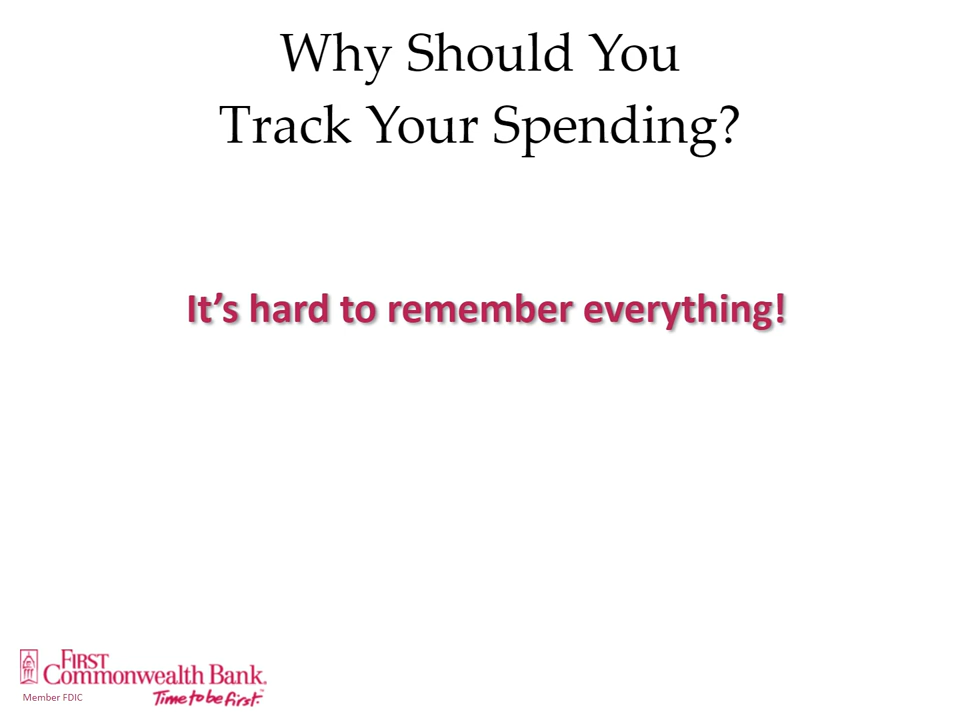 Why Should You
Track Your Spending?
It’s hard to remember everything!
FIRST
Commonwealth Bank.
Member FDIC
Time to be first.